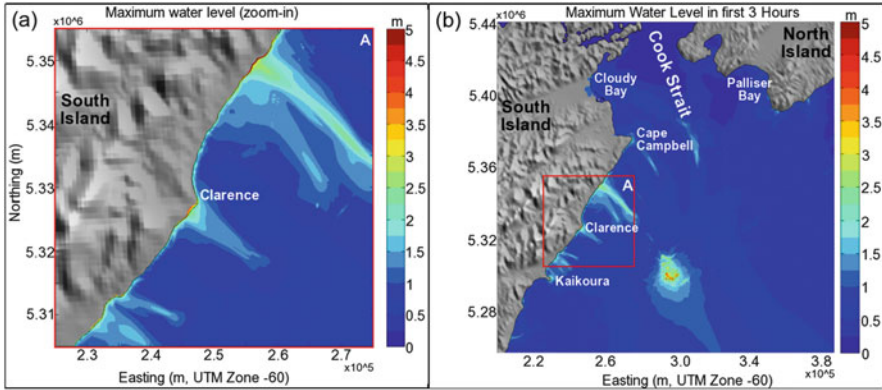 (a)
Maximum water level (zoom-in)
5.3 x10^6
m
A
5.35
5.34
5.33
5.32
5.31
South
Island
Clarence
Northing (m)
2.3
2.4
2.5
2.6
2.7
x 10^5
Easting (m, UTM Zone -60)
5
4.5
4
3.5
3
2.5
2
1.5
1
0.5
0
(b)
Maximum Water Level in first 3 Hours
x 10^6
m
5.44
5.40
5.36
5.32
5.28
North
Island
Cook Strait
Cloudy
Bay
Palliser
Bay
South
Island
Cape
Campbell
A
Clarence
Kaikoura
2.2
2.6
3.0
3.4
3.8
x 10^5
Easting (m, UTM Zone -60)
5
4.5
4
3.5
3
2.5
2
1.5
1
0.5
0